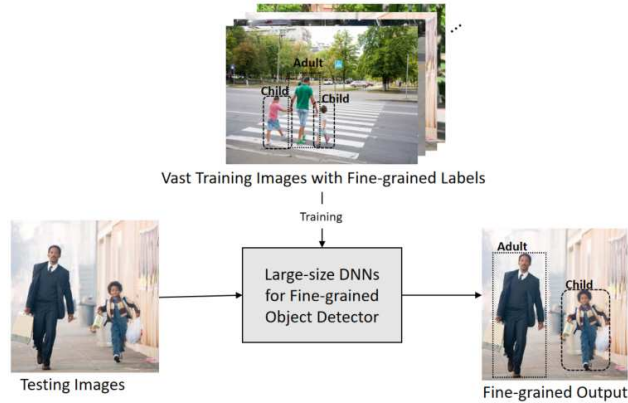 Adult
Child
Child
...
Vast Training Images with Fine-grained Labels
Training
Large-size DNNs
for Fine-grained
Object Detector
Testing Images
Adult
Child
Fine-grained Output